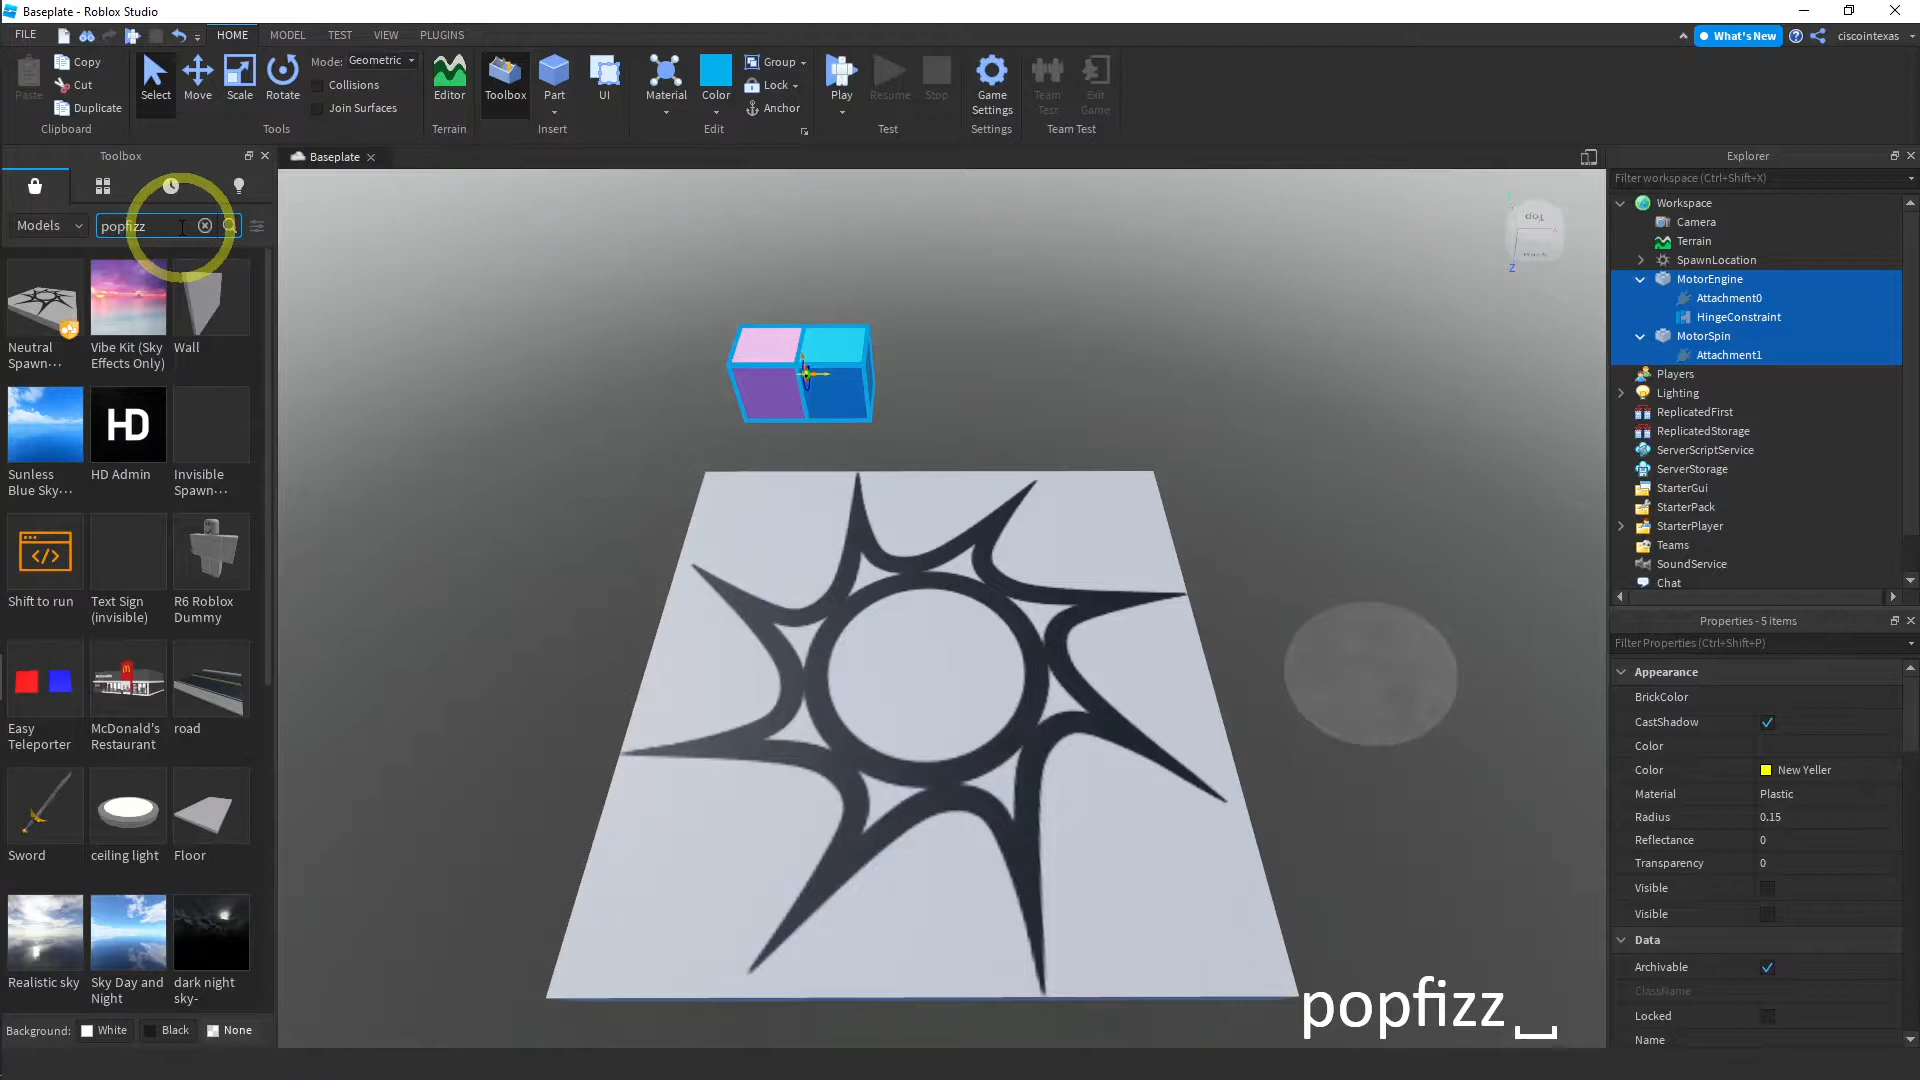 Baseplate - Roblox Studio
FILE HOME MODEL TEST VIEW PLUGINS What's New ciscointexas
Paste Copy Cut Duplicate Clipboard
Select Move Scale Rotate Mode: Geometric Collisions Join Surfaces Tools
Editor Terrain
Toolbox Part UI Insert
Material Color Group Lock Anchor Edit
Play Resume Stop Test
Game Settings Settings
Team Test Exit Game Team Test
Toolbox
Models popfizz
Neutral Spawn...
Vibe Kit (Sky Effects Only)
Wall
Sunless Blue Sky...
HD
HD Admin
Invisible Spawn...
Shift to run
Text Sign (invisible)
R6 Roblox Dummy
Easy Teleporter
McDonald's Restaurant
road
Sword
ceiling light
Floor
Realistic sky
Sky Day and Night
dark night sky-
Background: White Black None
Baseplate
Top
Back
Z
popfizz
Explorer
Filter workspace (Ctrl+Shift+X)
Workspace
Camera
Terrain
SpawnLocation
MotorEngine
Attachment0
HingeConstraint
MotorSpin
Attachment1
Players
Lighting
ReplicatedFirst
ReplicatedStorage
ServerScriptService
ServerStorage
StarterGui
StarterPack
StarterPlayer
Teams
SoundService
Chat
Properties - 5 items
Filter Properties (Ctrl+Shift+P)
Appearance
BrickColor
CastShadow
Color
Color New Yeller
Material Plastic
Radius 0.15
Reflectance 0
Transparency 0
Visible
Visible
Data
Archivable
ClassName
Locked
Name